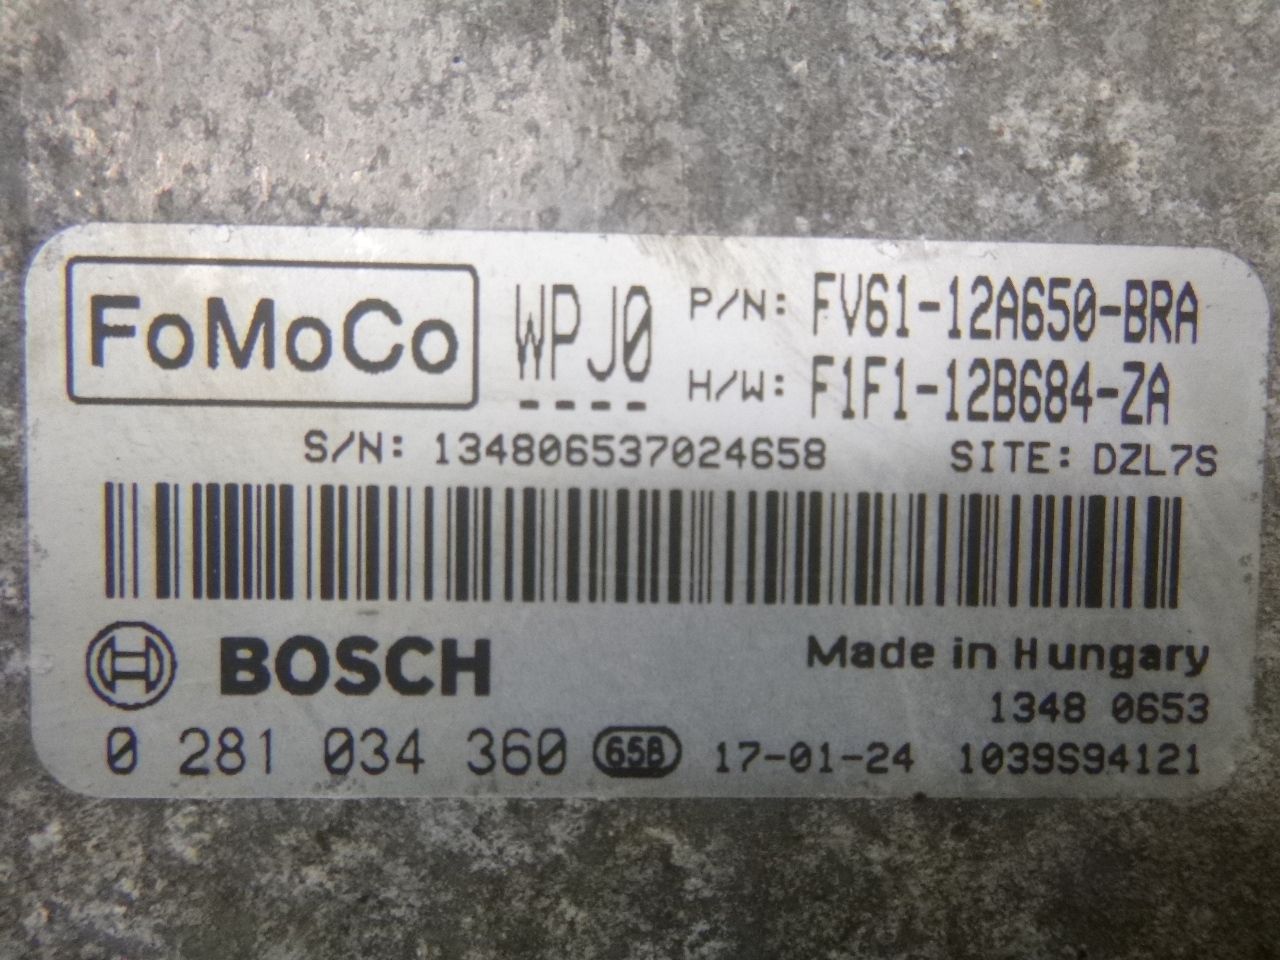 FoMoCo WPJ0 P/N: FV61-12A650-BRA
---- H/W: F1F1-12B684-ZA
S/N: 134806537024658 SITE: DZL7S
BOSCH Made in Hungary
1348 0653
0 281 034 360 65B 17-01-24 1039S94121